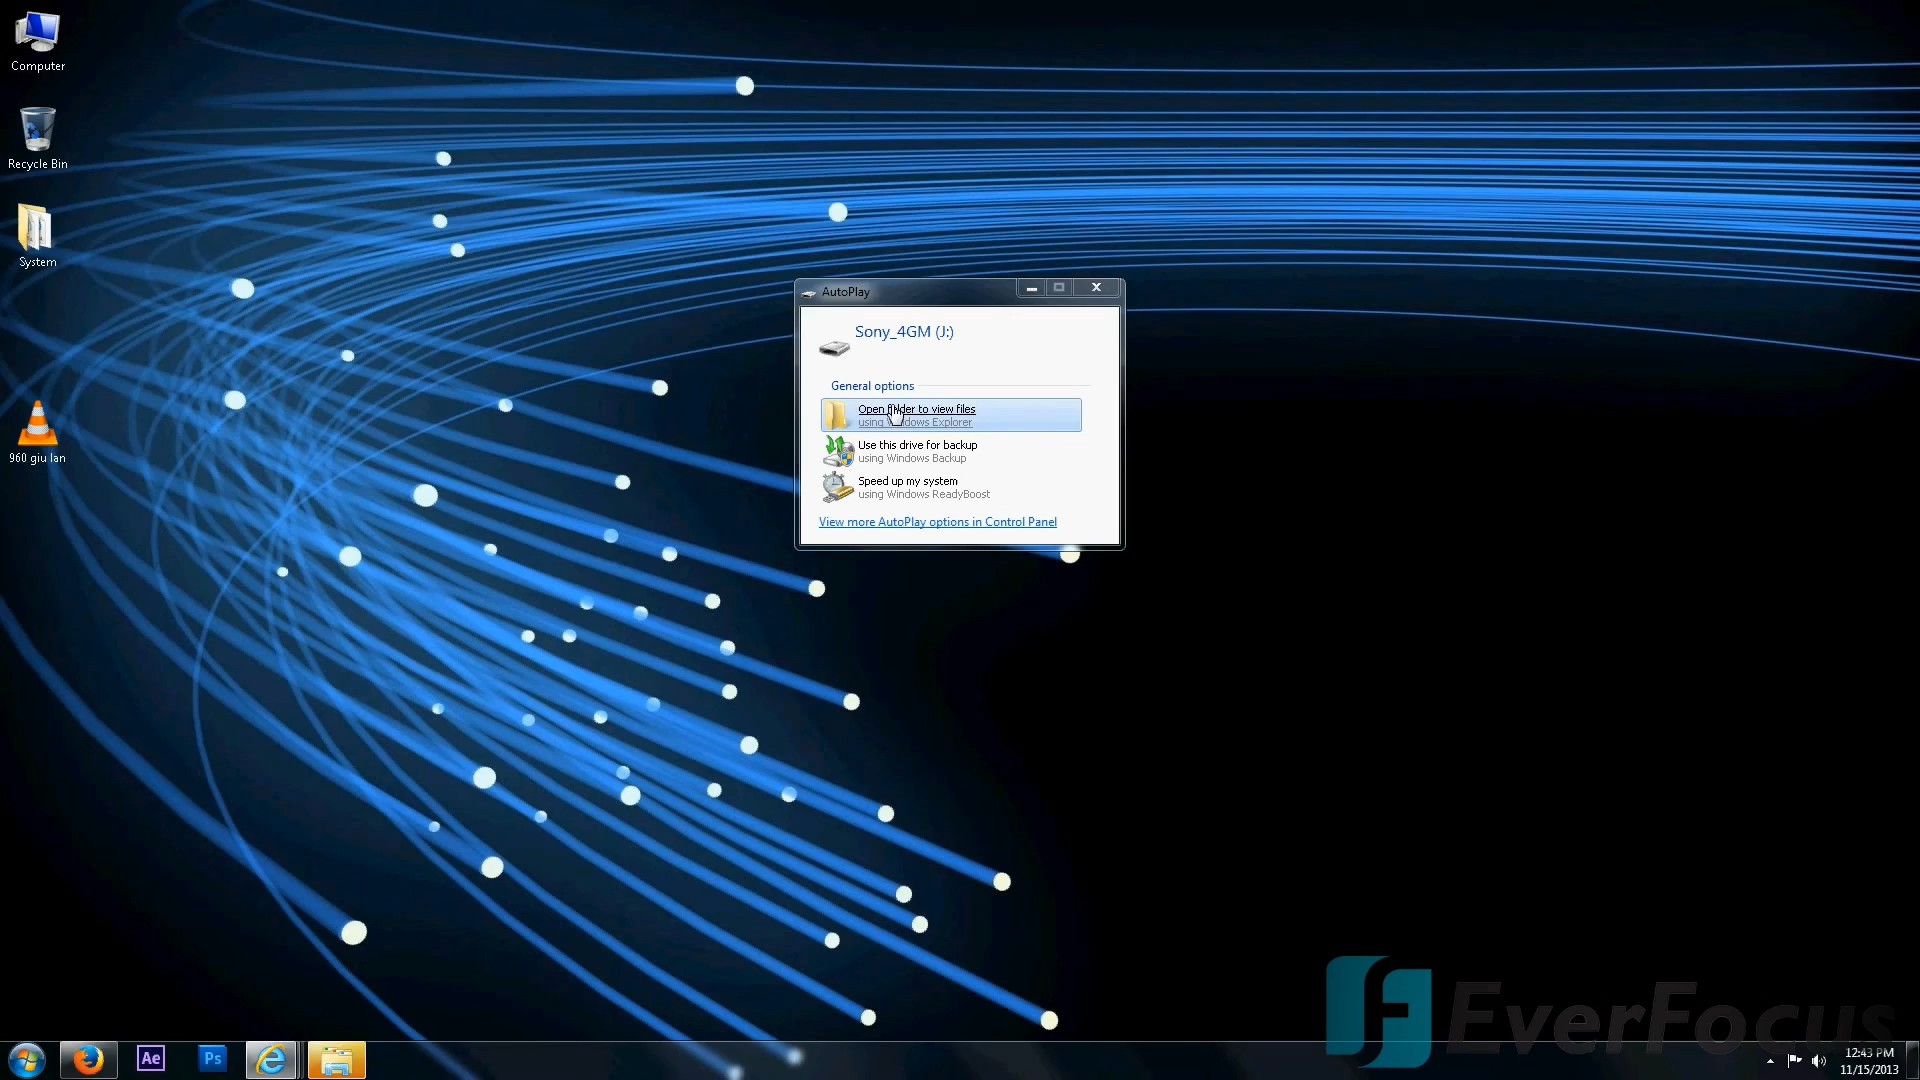 Computer
Recycle Bin
System
960 giu lan
AutoPlay
Sony_4GM (J:)
General options
Open folder to view files
using Windows Explorer
Use this drive for backup
using Windows Backup
Speed up my system
using Windows ReadyBoost
View more AutoPlay options in Control Panel
EverFocus
Ae
Ps
12:43 PM
11/15/2013